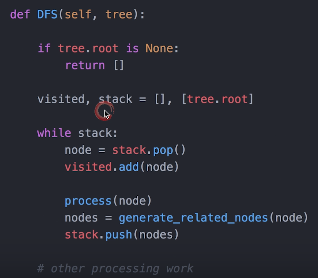 def DFS(self, tree):
if tree.root is None:
return []
visited, stack = [], [tree.root]
while stack:
node = stack.pop()
visited.add(node)
process(node)
nodes = generate_related_nodes(node)
stack.push(nodes)
# other processing work